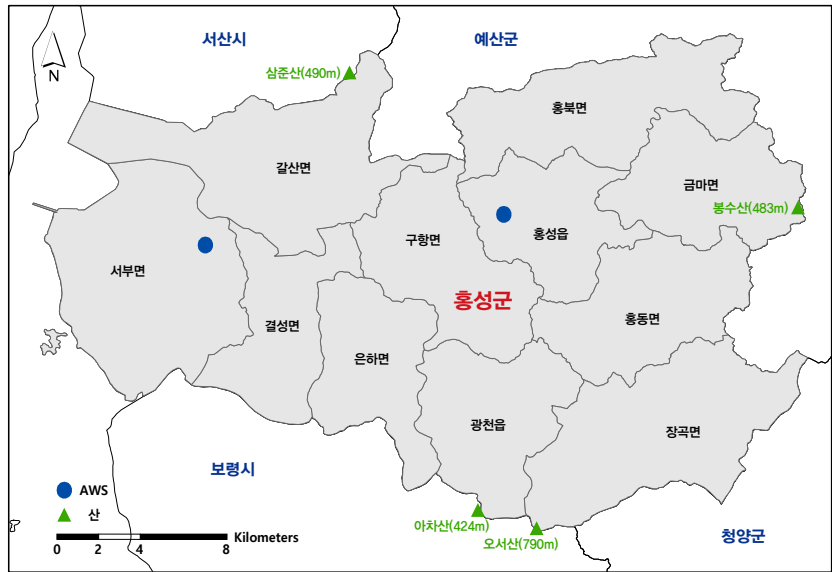 서산시
예산군
N
삼준산(490m)
홍북면
갈산면
금마면
봉수산(483m)
구항면
홍성읍
서부면
홍성군
결성면
홍동면
은하면
광천읍
장곡면
보령시
AWS
산
아차산(424m)
오서산(790m)
청양군
Kilometers
0 2 4 8